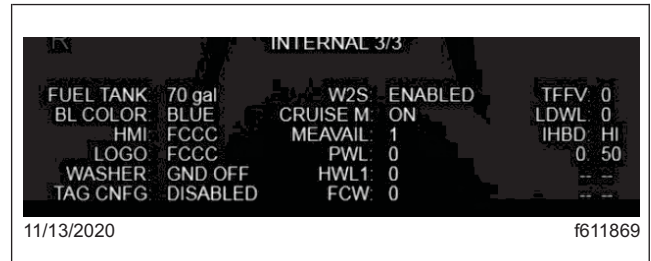 R INTERNAL 3/3
FUEL TANK: 70 gal W2S: ENABLED TFFV: 0
BL COLOR: BLUE CRUISE M: ON LDWL: 0
HMI: FCCC MEAVAIL: 1 IHBD: HI
LOGO: FCCC PWL: 0 0: 50
WASHER: GND OFF HWL1: 0 -- --
TAG CNFG: DISABLED FCW: 0 -- --
11/13/2020 f611869